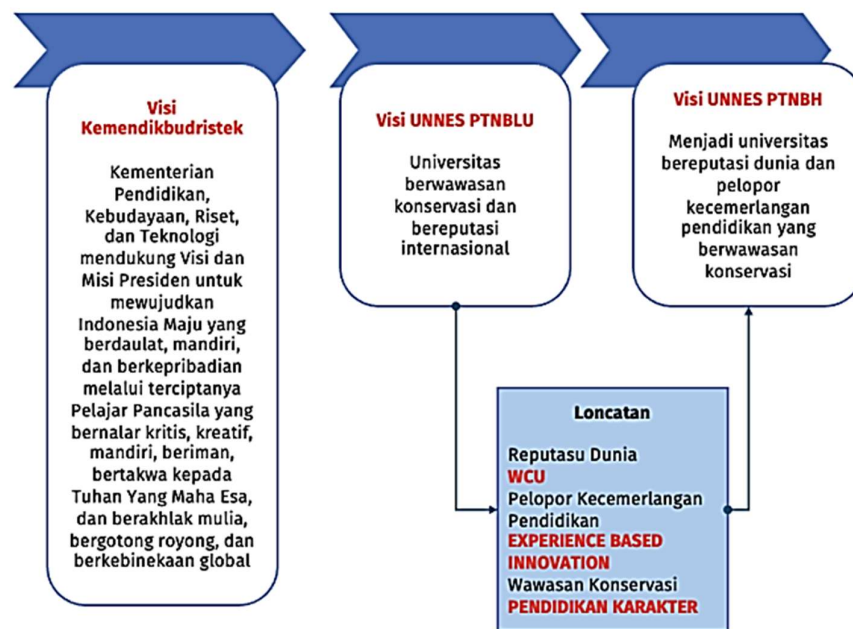 Visi
Kemendikbudristek
Kementerian
Pendidikan,
Kebudayaan, Riset,
dan Teknologi
mendukung Visi dan
Misi Presiden untuk
mewujudkan
Indonesia Maju yang
berdaulat, mandiri,
dan berkepribadian
melalui terciptanya
Pelajar Pancasila yang
bernalar kritis, kreatif,
mandiri, beriman,
bertakwa kepada
Tuhan Yang Maha Esa,
dan berakhlak mulia,
bergotong royong, dan
berkebinekaan global
Visi UNNES PTNBLU
Universitas
berwawasan
konservasi dan
bereputasi
internasional
Visi UNNES PTNBH
Menjadi universitas
bereputasi dunia dan
pelopor
kecemerlangan
pendidikan yang
berwawasan
konservasi
Loncatan
Reputasu Dunia
WCU
Pelopor Kecemerlangan
Pendidikan
EXPERIENCE BASED
INNOVATION
Wawasan Konservasi
PENDIDIKAN KARAKTER